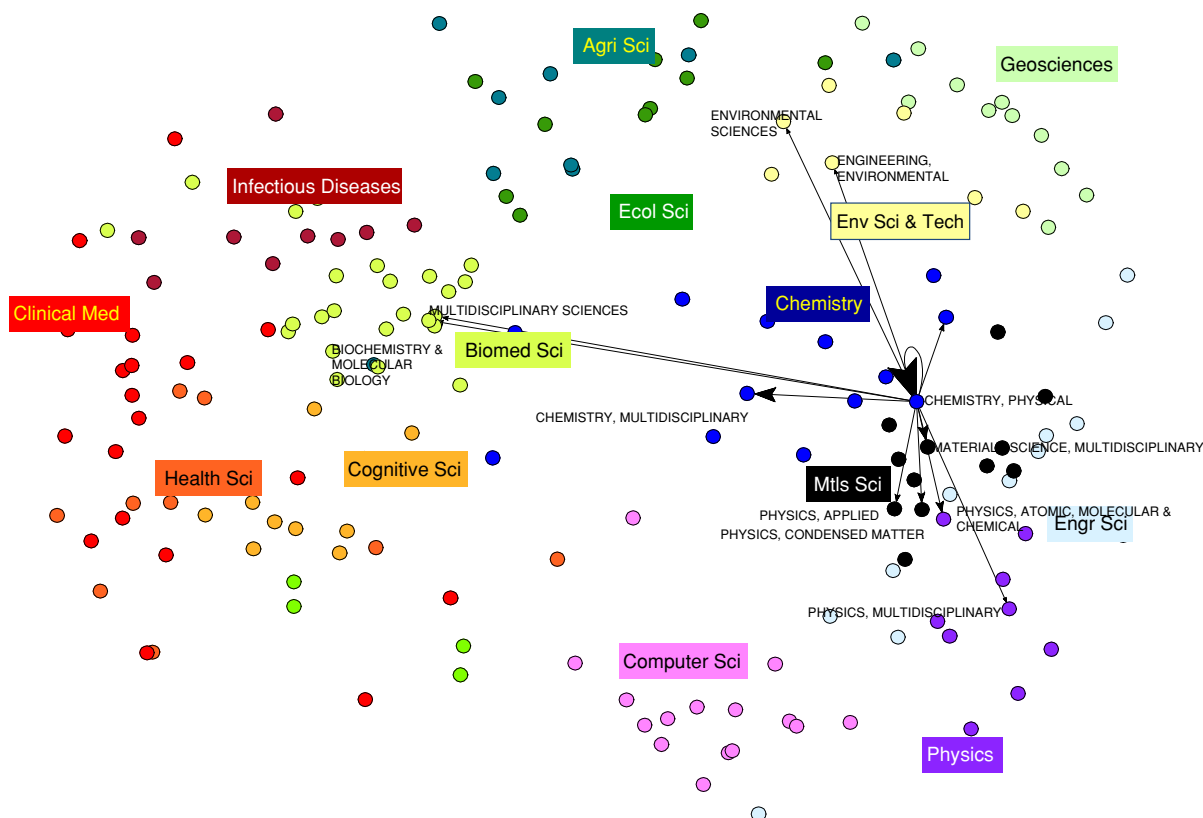 Agri Sci
Geosciences
ENVIRONMENTAL
SCIENCES
ENGINEERING,
ENVIRONMENTAL
Infectious Diseases
Ecol Sci
Env Sci & Tech
Clinical Med
Chemistry
MULTIDISCIPLINARY SCIENCES
BIOCHEMISTRY &
MOLECULAR
BIOLOGY
Biomed Sci
CHEMISTRY, PHYSICAL
CHEMISTRY, MULTIDISCIPLINARY
MATERIALS SCIENCE, MULTIDISCIPLINARY
Health Sci
Cognitive Sci
Mtls Sci
PHYSICS, APPLIED
PHYSICS, ATOMIC, MOLECULAR &
CHEMICAL
Engr Sci
PHYSICS, CONDENSED MATTER
PHYSICS, MULTIDISCIPLINARY
Computer Sci
Physics